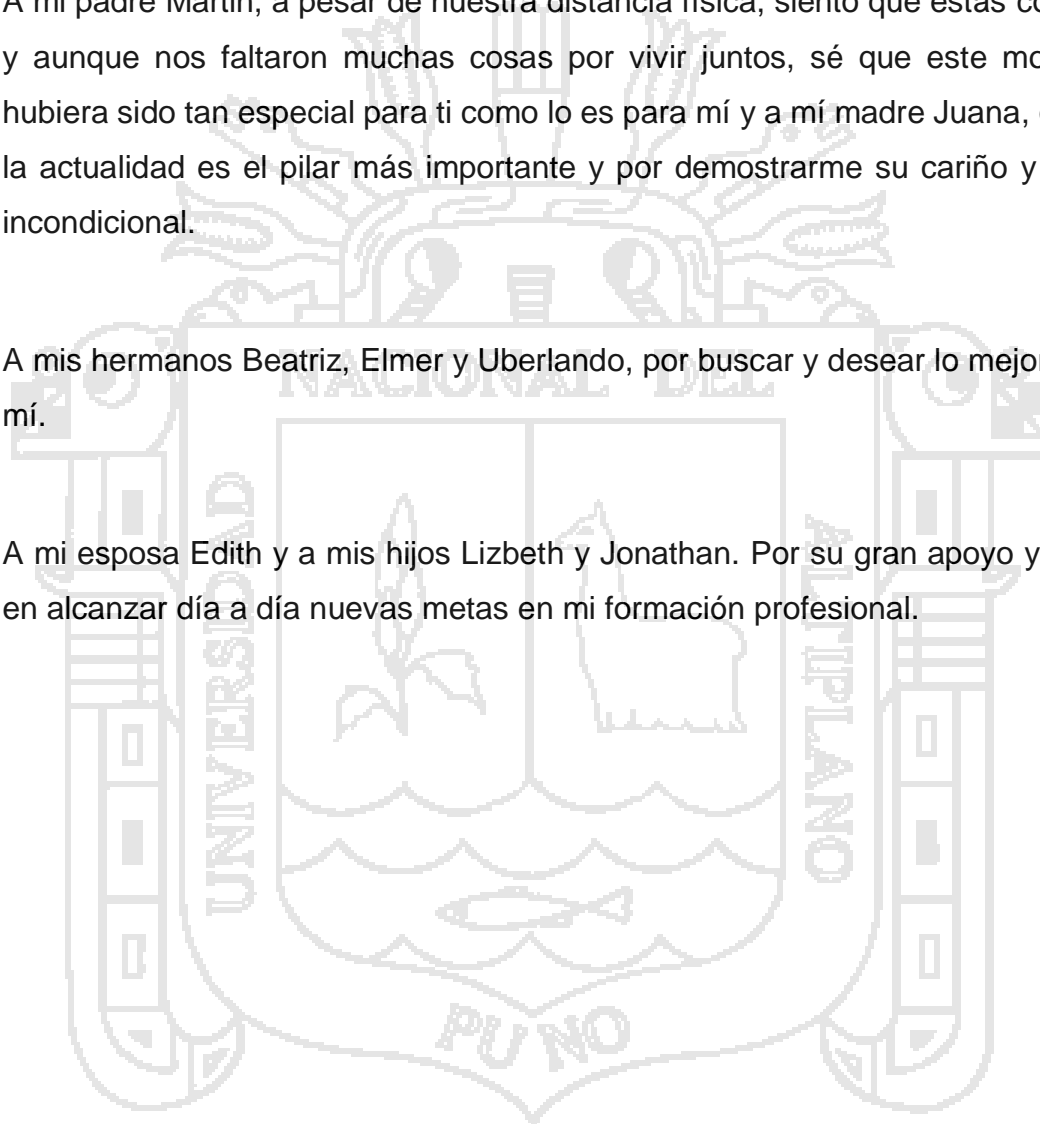 A mi padre Martin, a pesar de nuestra distancia física, siento que estás
y aunque nos faltaron muchas cosas por vivir juntos, sé que este
hubiera sido tan especial para ti como lo es para mí y a mí madre Juana,
la actualidad es el pilar más importante y por demostrarme su cariño y
incondicional.
A mis hermanos Beatriz, Elmer y Uberlando, por buscar y desear lo mejor
mí.
A mi esposa Edith y a mis hijos Lizbeth y Jonathan. Por su gran apoyo y
en alcanzar día a día nuevas metas en mi formación profesional.
UNIVERSIDAD
NACIONAL DEL
ALTIPLANO
PUNO